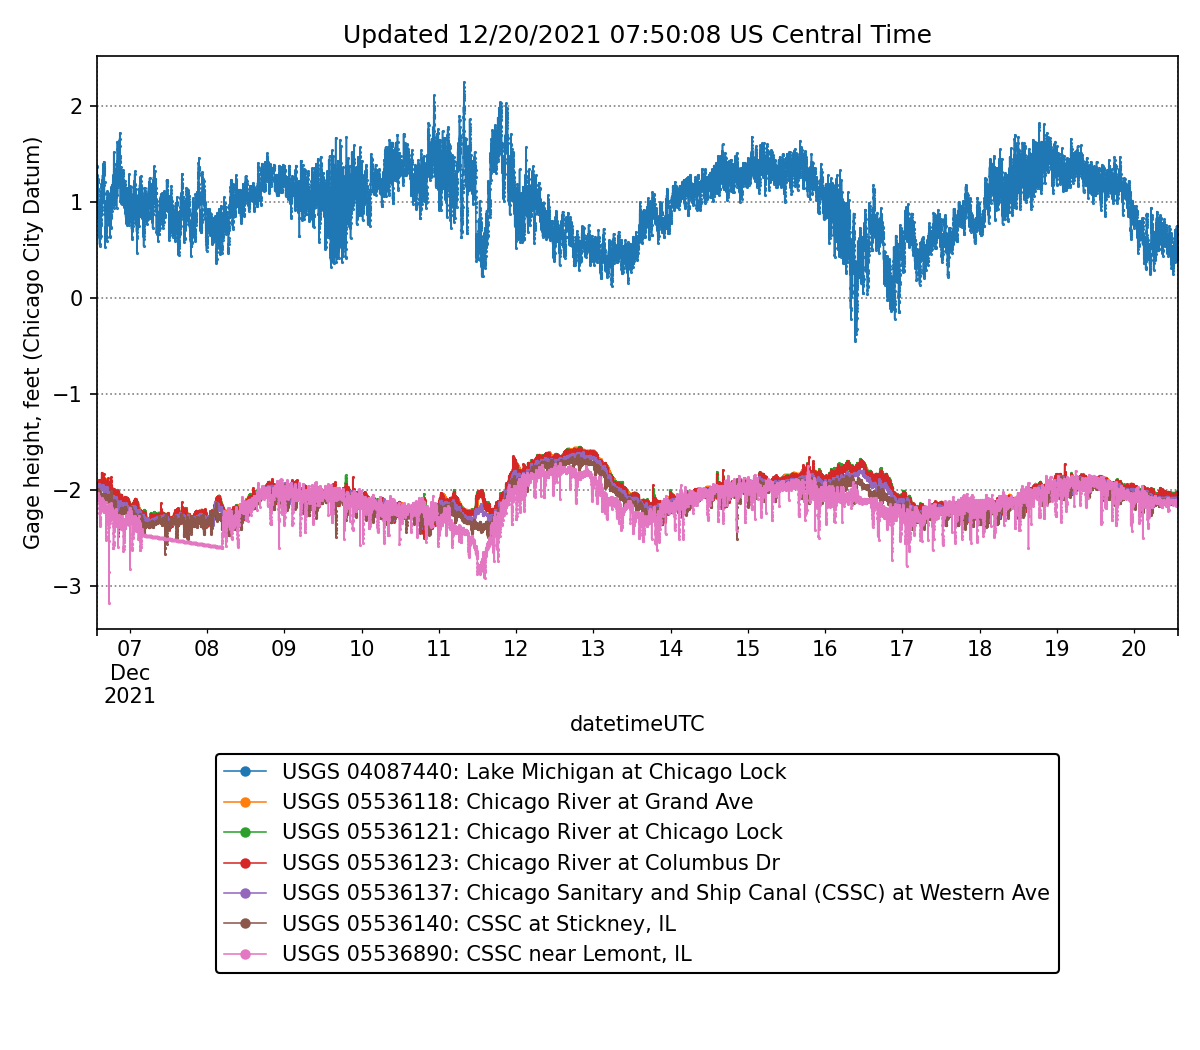 Updated 12/20/2021 07:50:08 US Central Time
Gage height, feet (Chicago City Datum)
2
1
0
−1
−2
−3
07 08 09 10 11 12 13 14 15 16 17 18 19 20
Dec
2021
datetimeUTC
USGS 04087440: Lake Michigan at Chicago Lock
USGS 05536118: Chicago River at Grand Ave
USGS 05536121: Chicago River at Chicago Lock
USGS 05536123: Chicago River at Columbus Dr
USGS 05536137: Chicago Sanitary and Ship Canal (CSSC) at Western Ave
USGS 05536140: CSSC at Stickney, IL
USGS 05536890: CSSC near Lemont, IL